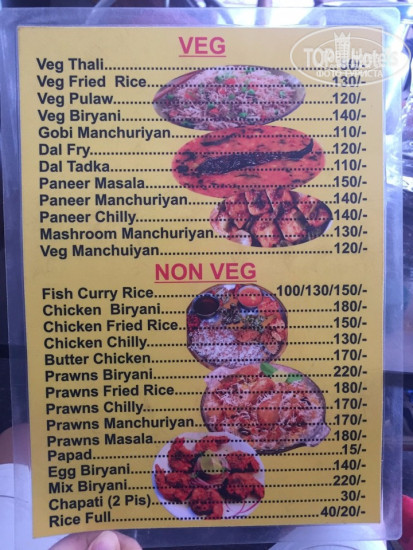 VEG
Veg Thali..........150/-
Veg Fried Rice..........130/-
Veg Pulaw..........120/-
Veg Biryani..........140/-
Gobi Manchuriyan..........110/-
Dal Fry..........120/-
Dal Tadka..........110/-
Paneer Masala..........150/-
Paneer Manchuriyan..........140/-
Paneer Chilly..........140/-
Mashroom Manchuriyan..........130/-
Veg Manchuiyan..........120/-
NON VEG
Fish Curry Rice..........100/130/150/-
Chicken Biryani..........180/-
Chicken Fried Rice..........150/-
Chicken Chilly..........130/-
Butter Chicken..........170/-
Prawns Biryani..........220/-
Prawns Fried Rice..........180/-
Prawns Chilly..........170/-
Prawns Manchuriyan..........170/-
Prawns Masala..........180/-
Papad..........15/-
Egg Biryani..........140/-
Mix Biryani..........220/-
Chapati (2 Pis)..........30/-
Rice Full..........40/20/-